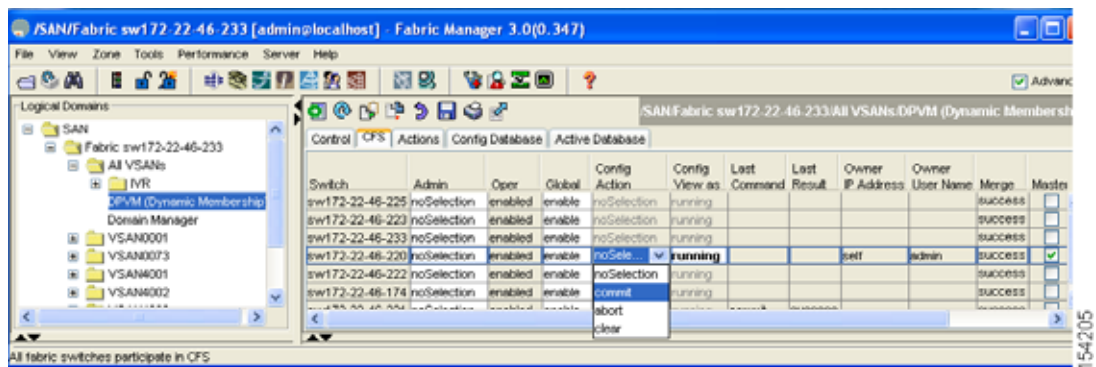 /SAN/Fabric sw172-22-46-233 [admin@localhost] - Fabric Manager 3.0(0.347)
File View Zone Tools Performance Server Help
Advanc
Logical Domains
/SAN/Fabric sw172-22-46-233/All VSANs/DPVM (Dynamic Membersh
SAN
Fabric sw172-22-46-233
All VSANs
IVR
DPVM (Dynamic Membership)
Domain Manager
VSAN0001
VSAN0073
VSAN4001
VSAN4002
Control CFS Actions Config Database Active Database
Switch Admin Oper Global Config Action Config View as Last Command Last Result Owner IP Address Owner User Name Merge Master
sw172-22-46-225 noSelection enabled enable noSelection running success
sw172-22-46-223 noSelection enabled enable noSelection running success
sw172-22-46-233 noSelection enabled enable noSelection running success
sw172-22-46-220 noSelection enabled enable noSele... running self admin success
sw172-22-46-222 noSelection enabled enable noSelection running success
sw172-22-46-174 noSelection enabled enable commit running success
abort
clear
All fabric switches participate in CFS
154205